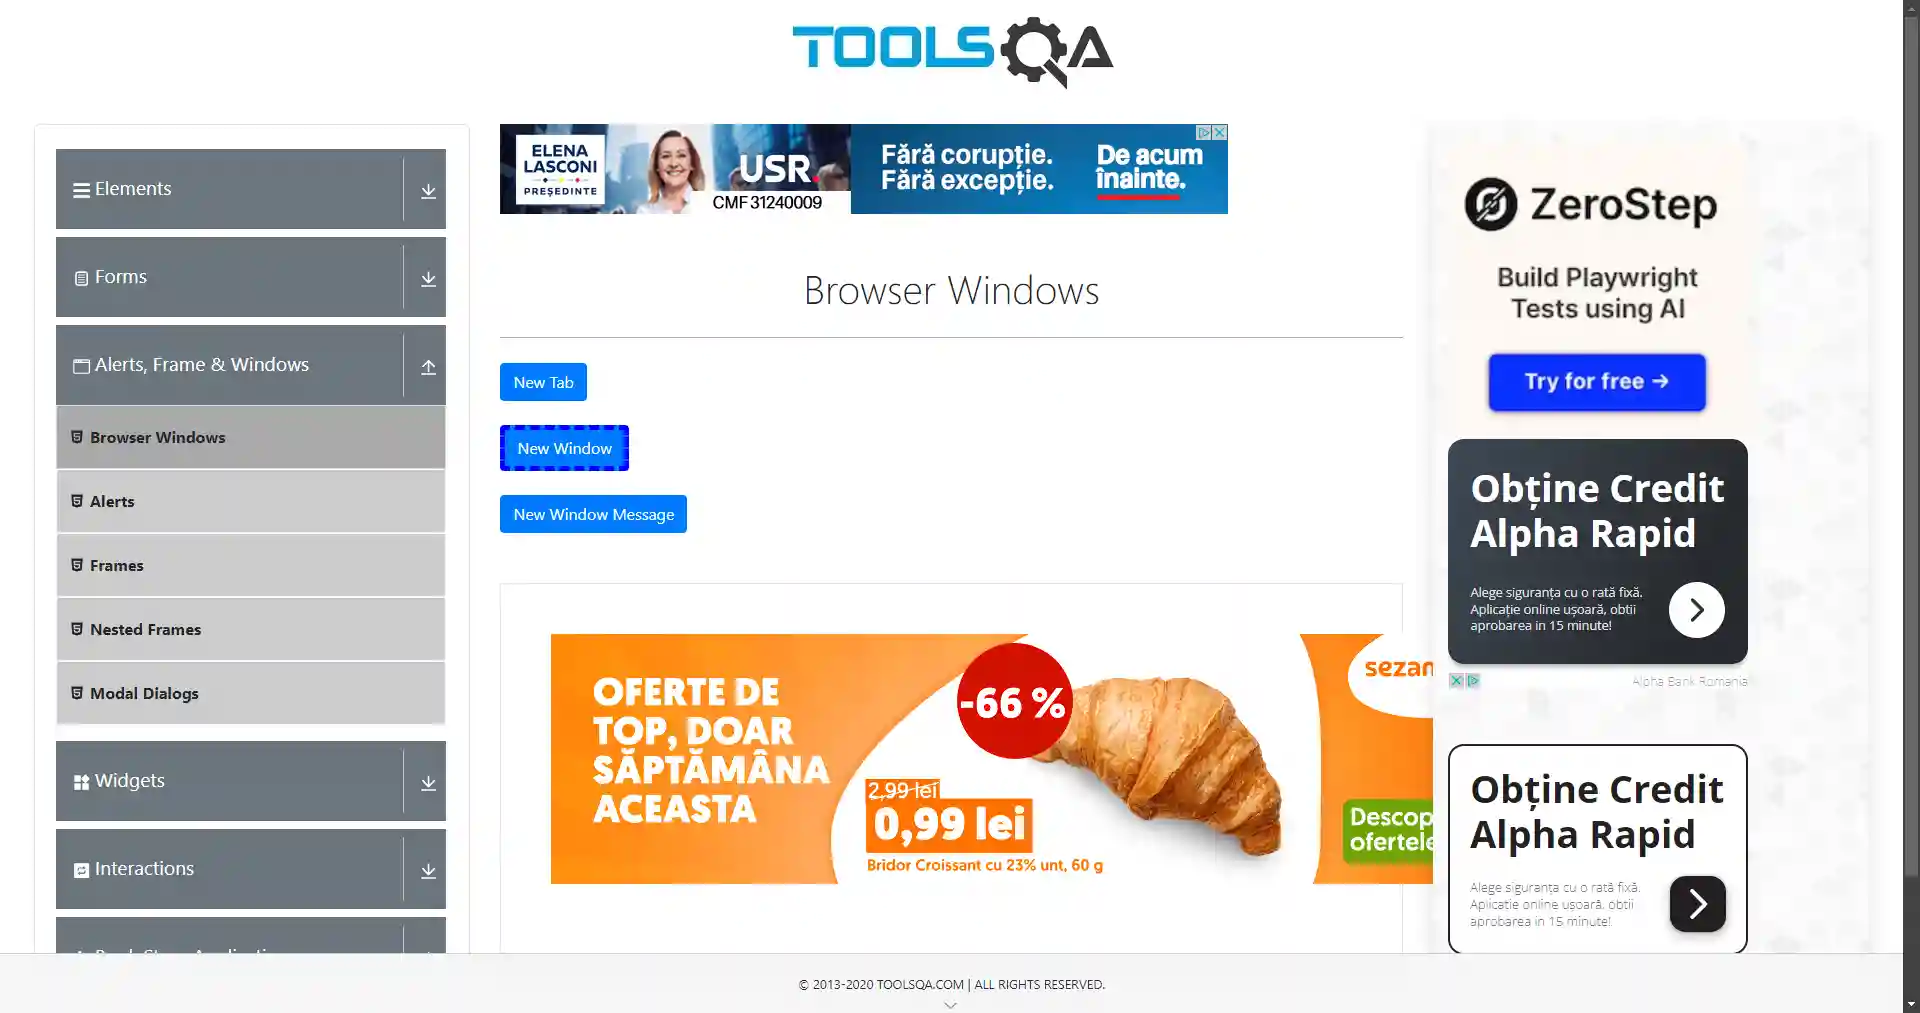 TOOLSQA
Elements
Forms
Alerts, Frame & Windows
Browser Windows
Alerts
Frames
Nested Frames
Modal Dialogs
Widgets
Interactions
ELENA
LASCONI
PREȘEDINTE
USR.
CMF 31240009
Fără corupție.
Fără excepție.
De acum
înainte.
Browser Windows
New Tab
New Window
New Window Message
OFERTE DE
TOP, DOAR
SĂPTĂMÂNA
ACEASTA
-66 %
2,99 lei
0,99 lei
Bridor Croissant cu 23% unt, 60 g
sezan
Descop
ofertele
ZeroStep
Build Playwright
Tests using AI
Try for free →
Obține Credit
Alpha Rapid
Alege siguranța cu o rată fixă.
Aplicație online ușoară, obtii
aprobarea in 15 minute!
Alpha Bank Romania
Obține Credit
Alpha Rapid
Alege siguranța cu o rată fixă.
Aplicatie online ușoară, obtii
aprobarea in 15 minute!
© 2013-2020 TOOLSQA.COM | ALL RIGHTS RESERVED.